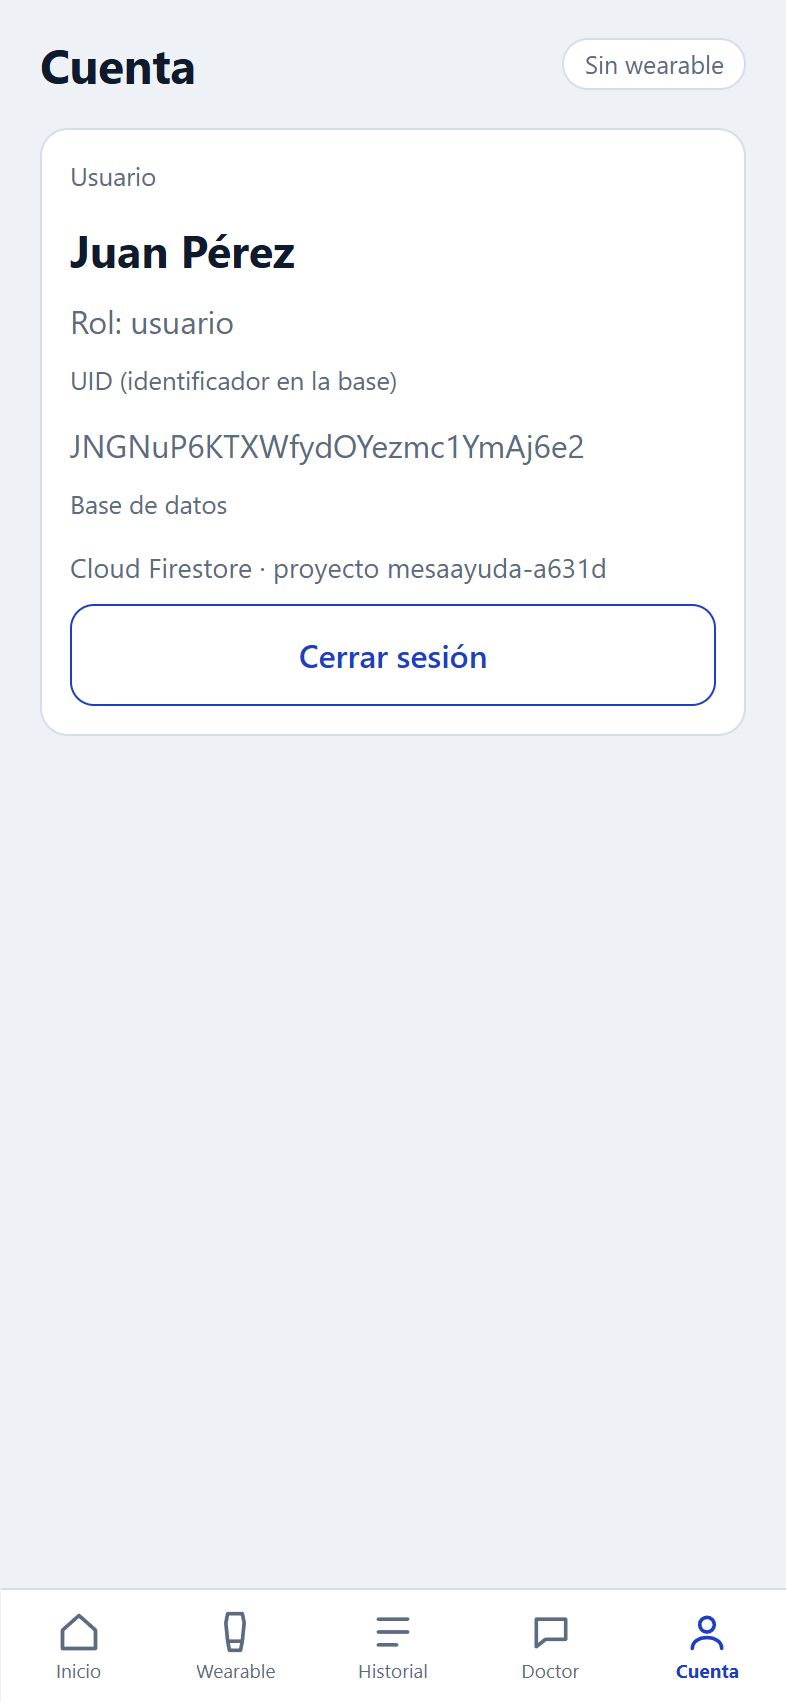 Cuenta
Sin wearable
Usuario
Juan Pérez
Rol: usuario
UID (identificador en la base)
JNGNuP6KTXWfydOYezmc1YmAj6e2
Base de datos
Cloud Firestore · proyecto mesaayuda-a631d
Cerrar sesión
Inicio
Wearable
Historial
Doctor
Cuenta